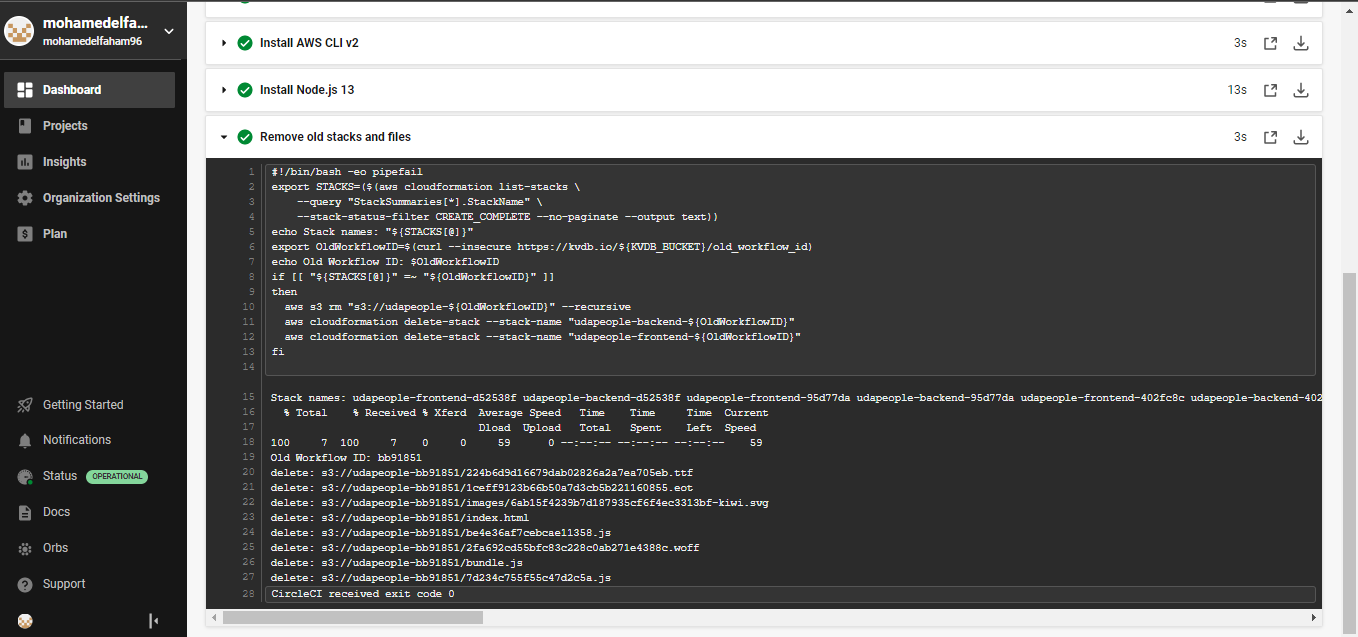 mohamedelfa...
mohamedelfaham96
Dashboard
Projects
Insights
Organization Settings
Plan
Getting Started
Notifications
Status OPERATIONAL
Docs
Orbs
Support
Install AWS CLI v2 3s
Install Node.js 13 13s
Remove old stacks and files 3s
1 #!/bin/bash -eo pipefail
2 export STACKS=($(aws cloudformation list-stacks \
3 --query "StackSummaries[*].StackName" \
4 --stack-status-filter CREATE_COMPLETE --no-paginate --output text))
5 echo Stack names: "${STACKS[@]}"
6 export OldWorkflowID=$(curl --insecure https://kvdb.io/${KVDB_BUCKET}/old_workflow_id)
7 echo Old Workflow ID: $OldWorkflowID
8 if [[ "${STACKS[@]}" =~ "${OldWorkflowID}" ]]
9 then
10 aws s3 rm "s3://udapeople-${OldWorkflowID}" --recursive
11 aws cloudformation delete-stack --stack-name "udapeople-backend-${OldWorkflowID}"
12 aws cloudformation delete-stack --stack-name "udapeople-frontend-${OldWorkflowID}"
13 fi
14
15 Stack names: udapeople-frontend-d52538f udapeople-backend-d52538f udapeople-frontend-95d77da udapeople-backend-95d77da udapeople-frontend-402fc8c udapeople-backend-402
16 % Total % Received % Xferd Average Speed Time Time Time Current
17 Dload Upload Total Spent Left Speed
18 100 7 100 7 0 0 59 0 --:--:-- --:--:-- --:--:-- 59
19 Old Workflow ID: bb91851
20 delete: s3://udapeople-bb91851/224b6d9d16679dab02826a2a7ea705eb.ttf
21 delete: s3://udapeople-bb91851/1ceff9123b66b50a7d3cb5b221160855.eot
22 delete: s3://udapeople-bb91851/images/6ab15f4239b7d187935cf6f4ec3313bf-kiwi.svg
23 delete: s3://udapeople-bb91851/index.html
24 delete: s3://udapeople-bb91851/be4e36af7cebcae11358.js
25 delete: s3://udapeople-bb91851/2fa692cd55bfc83c228c0ab271e4388c.woff
26 delete: s3://udapeople-bb91851/bundle.js
27 delete: s3://udapeople-bb91851/7d234c755f55c47d2c5a.js
28 CircleCI received exit code 0